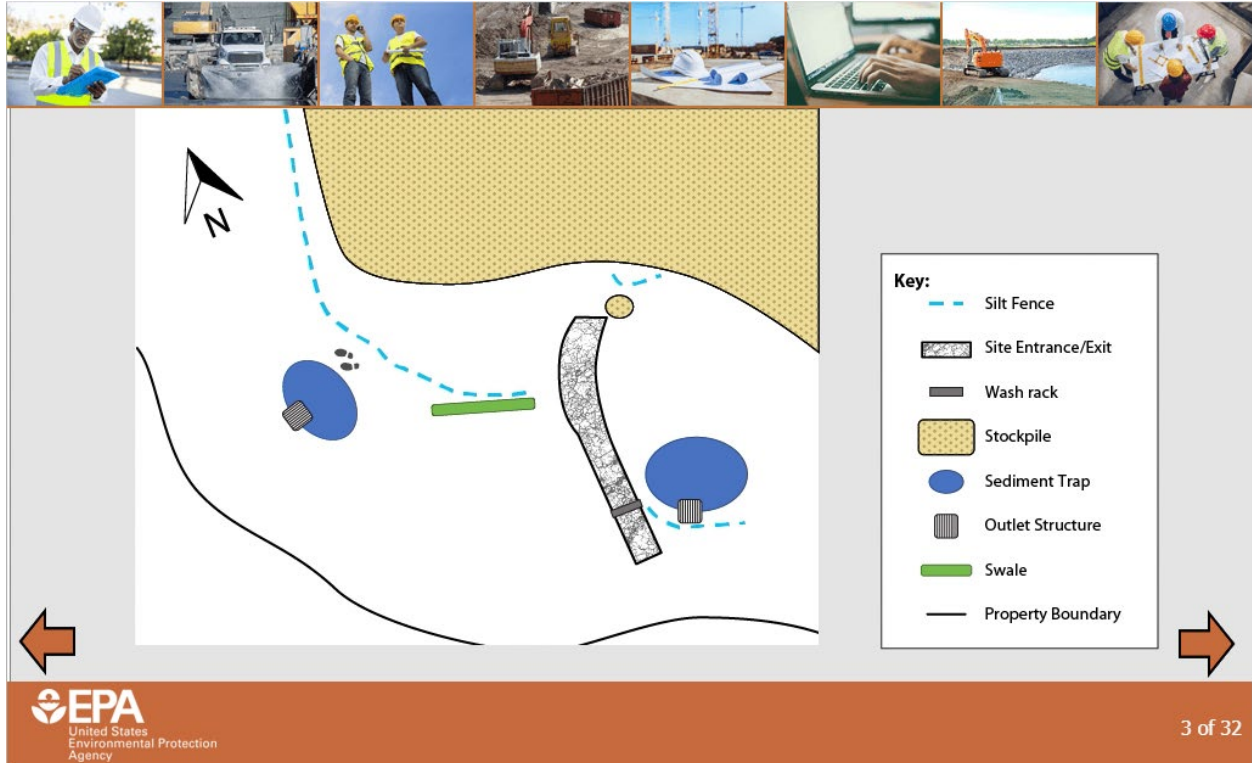 N
Key:
Silt Fence
Site Entrance/Exit
Wash rack
Stockpile
Sediment Trap
Outlet Structure
Swale
Property Boundary
EPA
United States
Environmental Protection
Agency
3 of 32